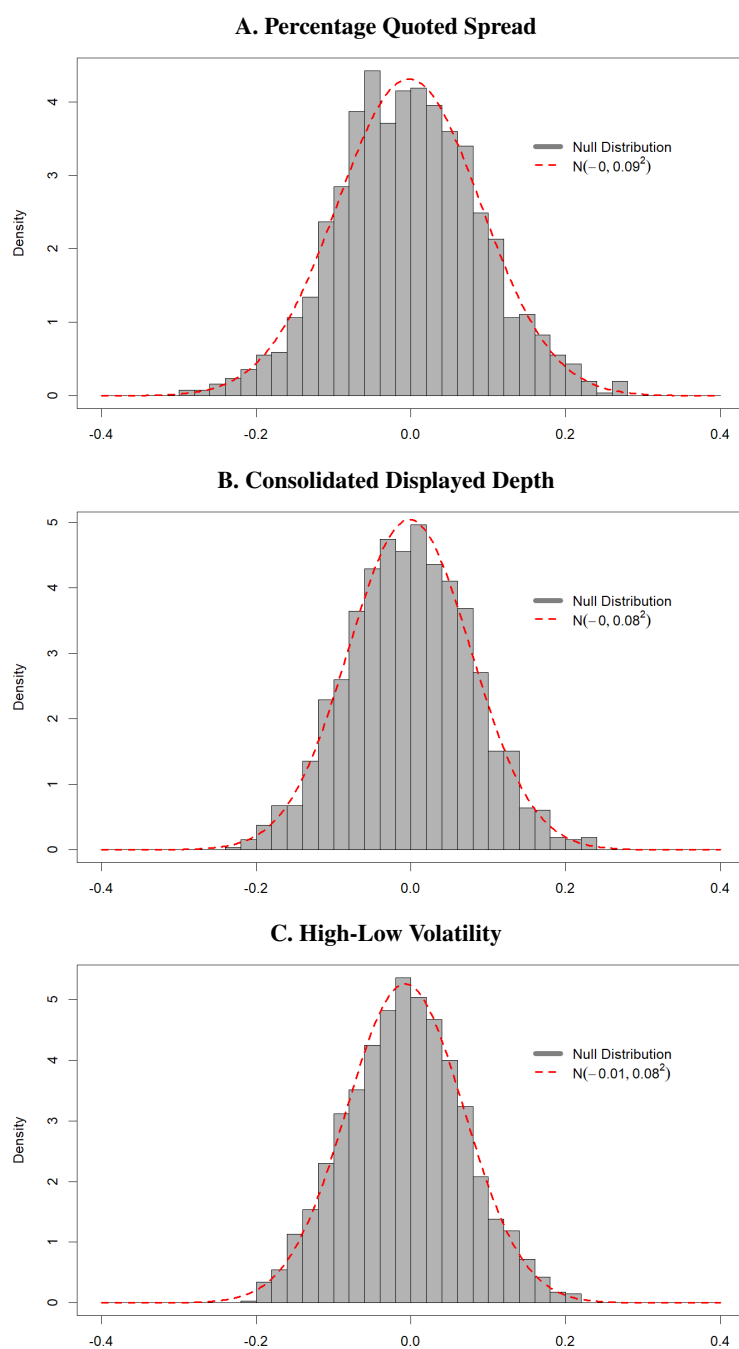 A. Percentage Quoted Spread
Density
0
1
2
3
4
Null Distribution
N(−0, 0.09²)
-0.4
-0.2
0.0
0.2
0.4
B. Consolidated Displayed Depth
Density
0
1
2
3
4
5
Null Distribution
N(−0, 0.08²)
-0.4
-0.2
0.0
0.2
0.4
C. High-Low Volatility
Density
0
1
2
3
4
5
Null Distribution
N(−0.01, 0.08²)
-0.4
-0.2
0.0
0.2
0.4